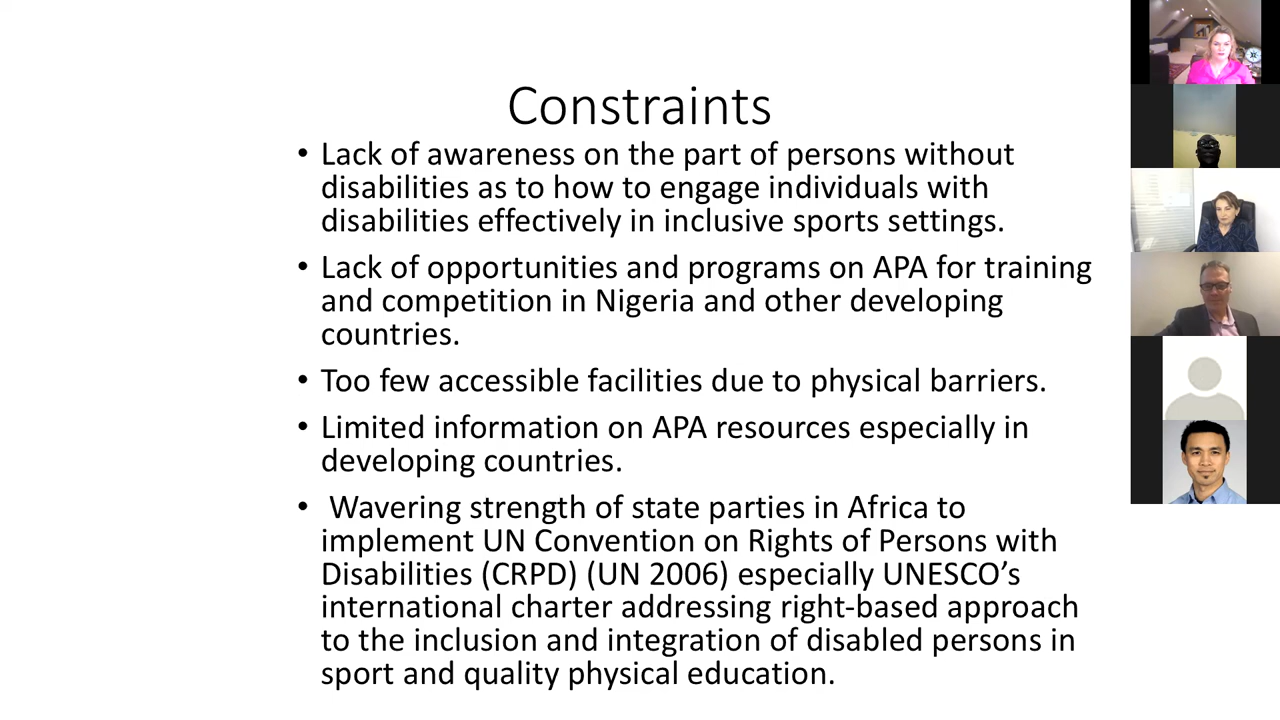 Constraints
• Lack of awareness on the part of persons without
disabilities as to how to engage individuals with
disabilities effectively in inclusive sports settings.
• Lack of opportunities and programs on APA for training
and competition in Nigeria and other developing
countries.
• Too few accessible facilities due to physical barriers.
• Limited information on APA resources especially in
developing countries.
• Wavering strength of state parties in Africa to
implement UN Convention on Rights of Persons with
Disabilities (CRPD) (UN 2006) especially UNESCO’s
international charter addressing right-based approach
to the inclusion and integration of disabled persons in
sport and quality physical education.